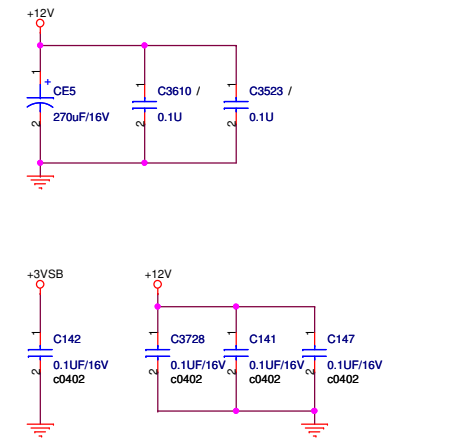 +12V
1
1
1
+
CE5
C3610 /
C3523 /
270uF/16V
0.1U
0.1U
2
2
2
+3VSB
+12V
1
1
1
1
C142
C3728
C141
C147
0.1UF/16V
0.1UF/16V
0.1UF/16V
0.1UF/16V
2
2
2
2
c0402
c0402
c0402
c0402